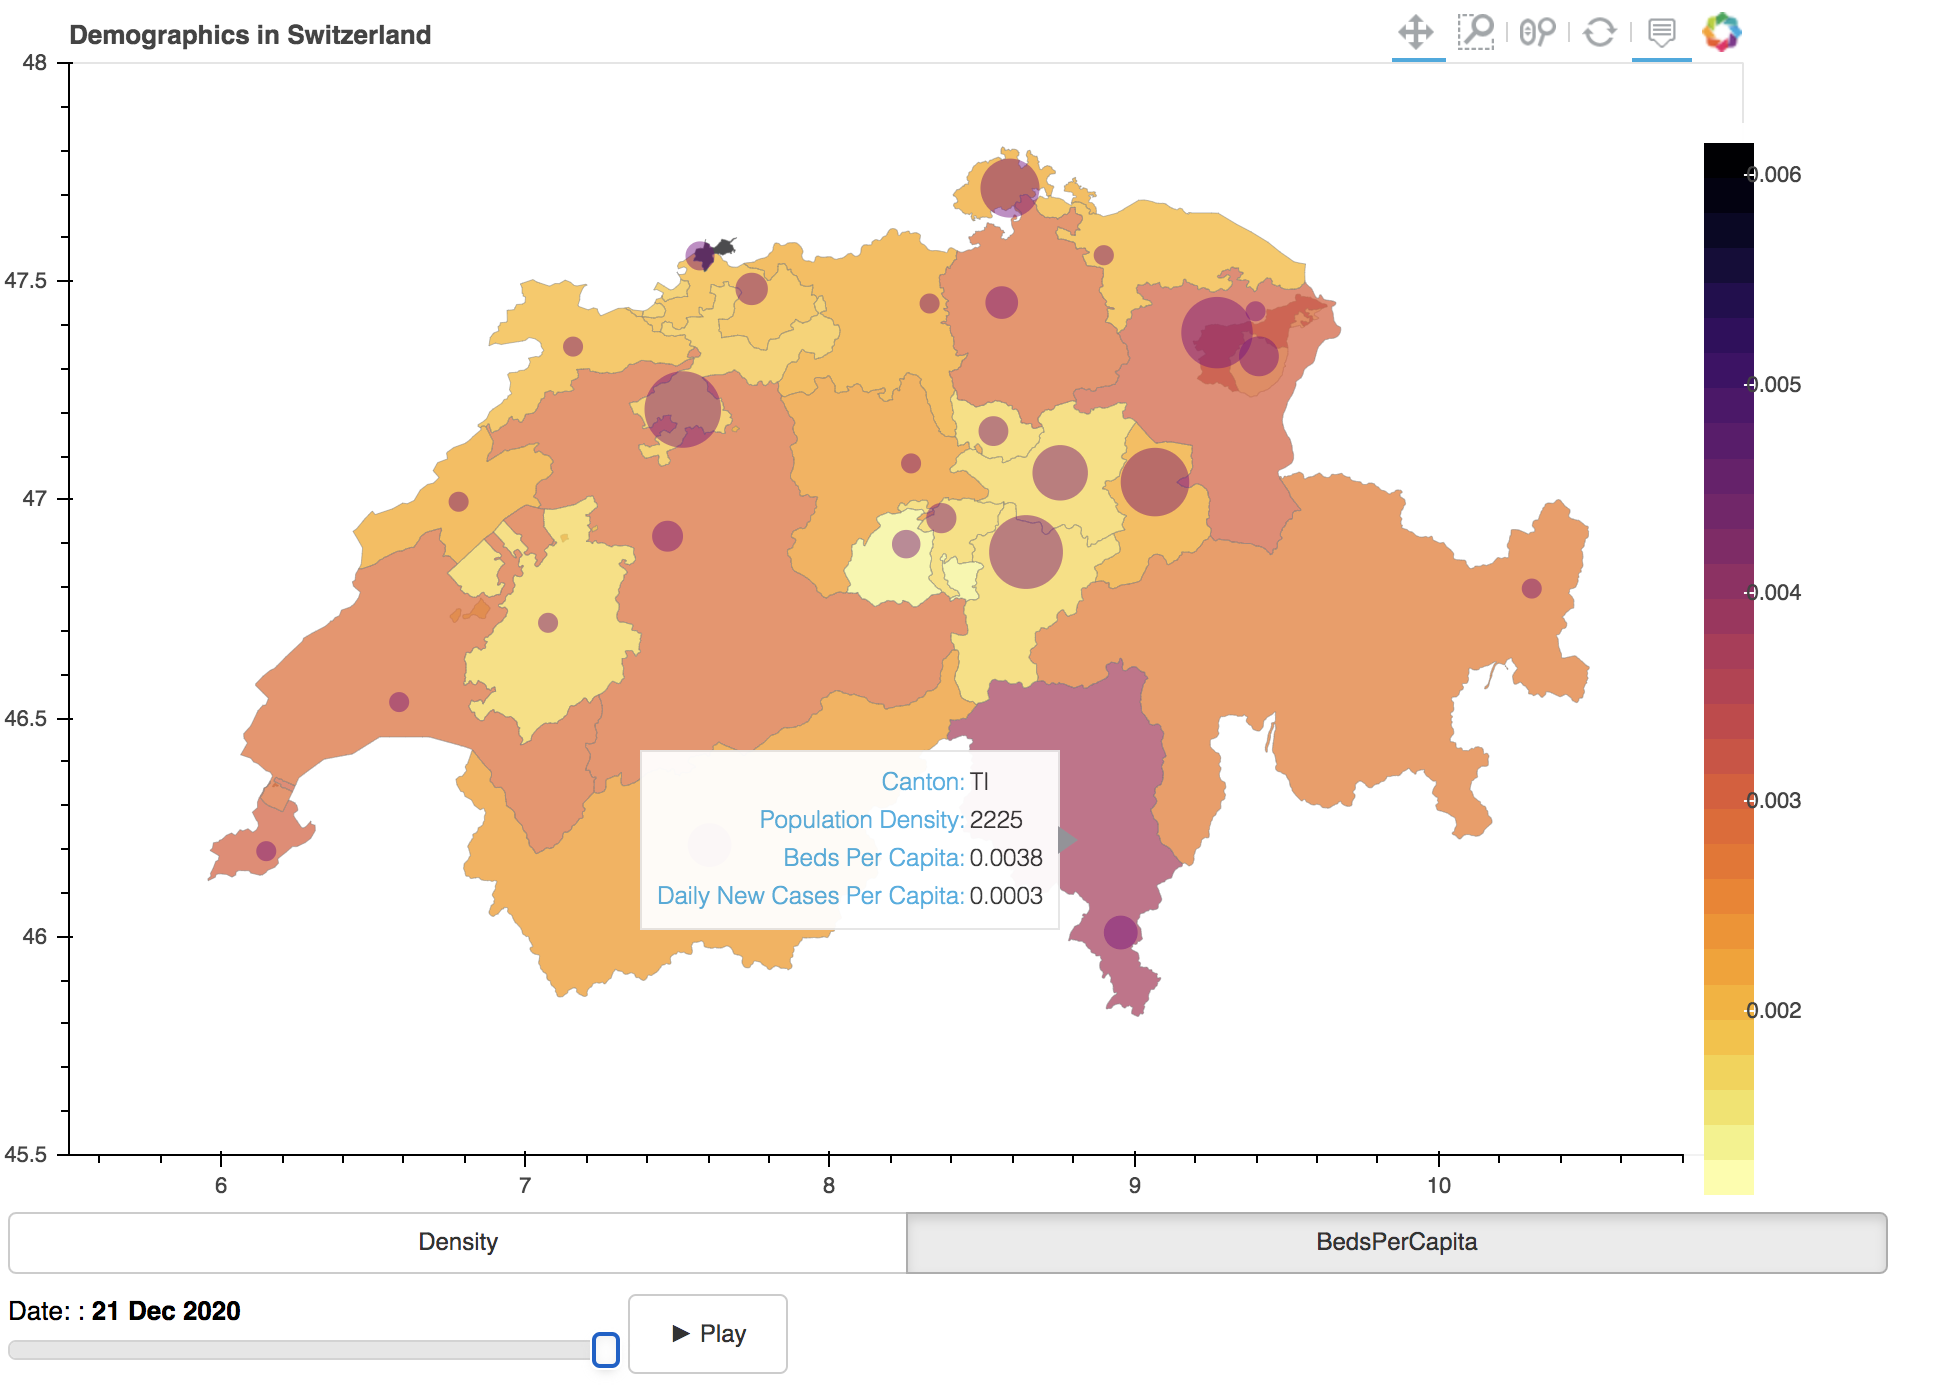 Demographics in Switzerland
48
47.5
47
46.5
46
45.5
6 7 8 9 10
0.006
0.005
0.004
0.003
0.002
Canton: TI
Population Density: 2225
Beds Per Capita: 0.0038
Daily New Cases Per Capita: 0.0003
Density BedsPerCapita
Date: : 21 Dec 2020
► Play